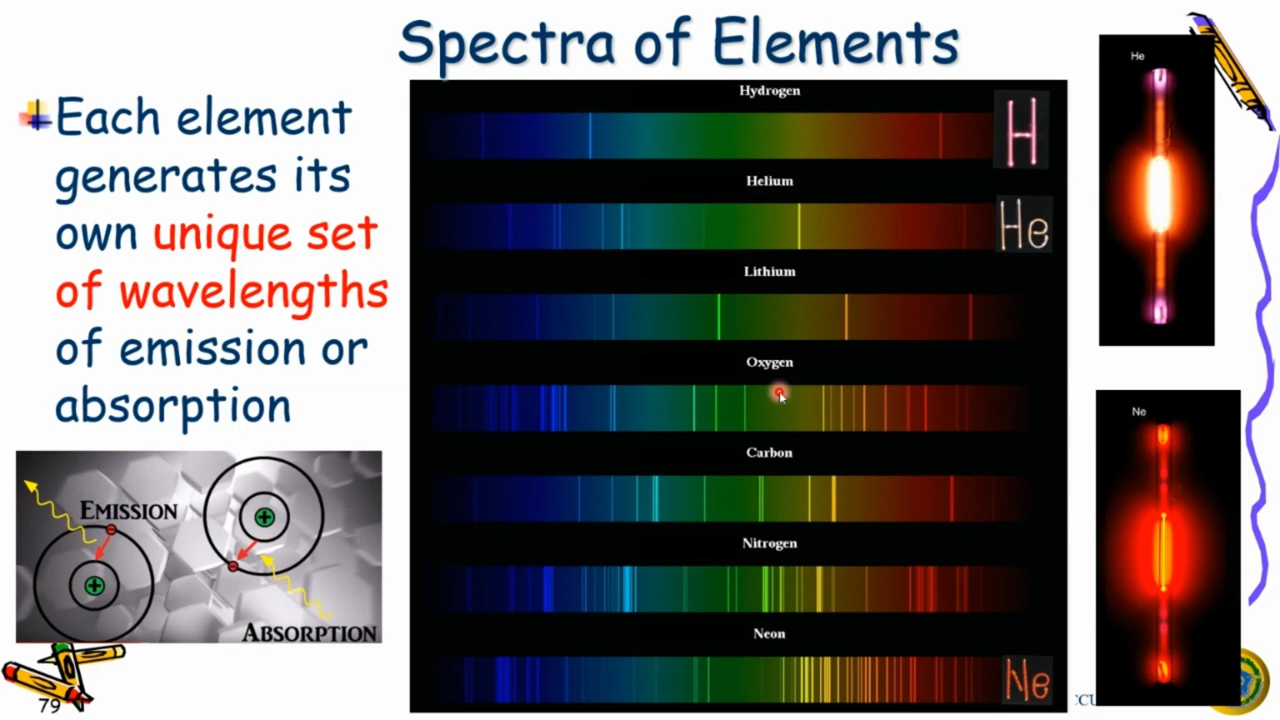 Spectra of Elements
Each element
generates its
own unique set
of wavelengths
of emission or
absorption
EMISSION
ABSORPTION
79
Hydrogen
H
Helium
He
Lithium
Oxygen
Carbon
Nitrogen
Neon
Ne
He
Ne